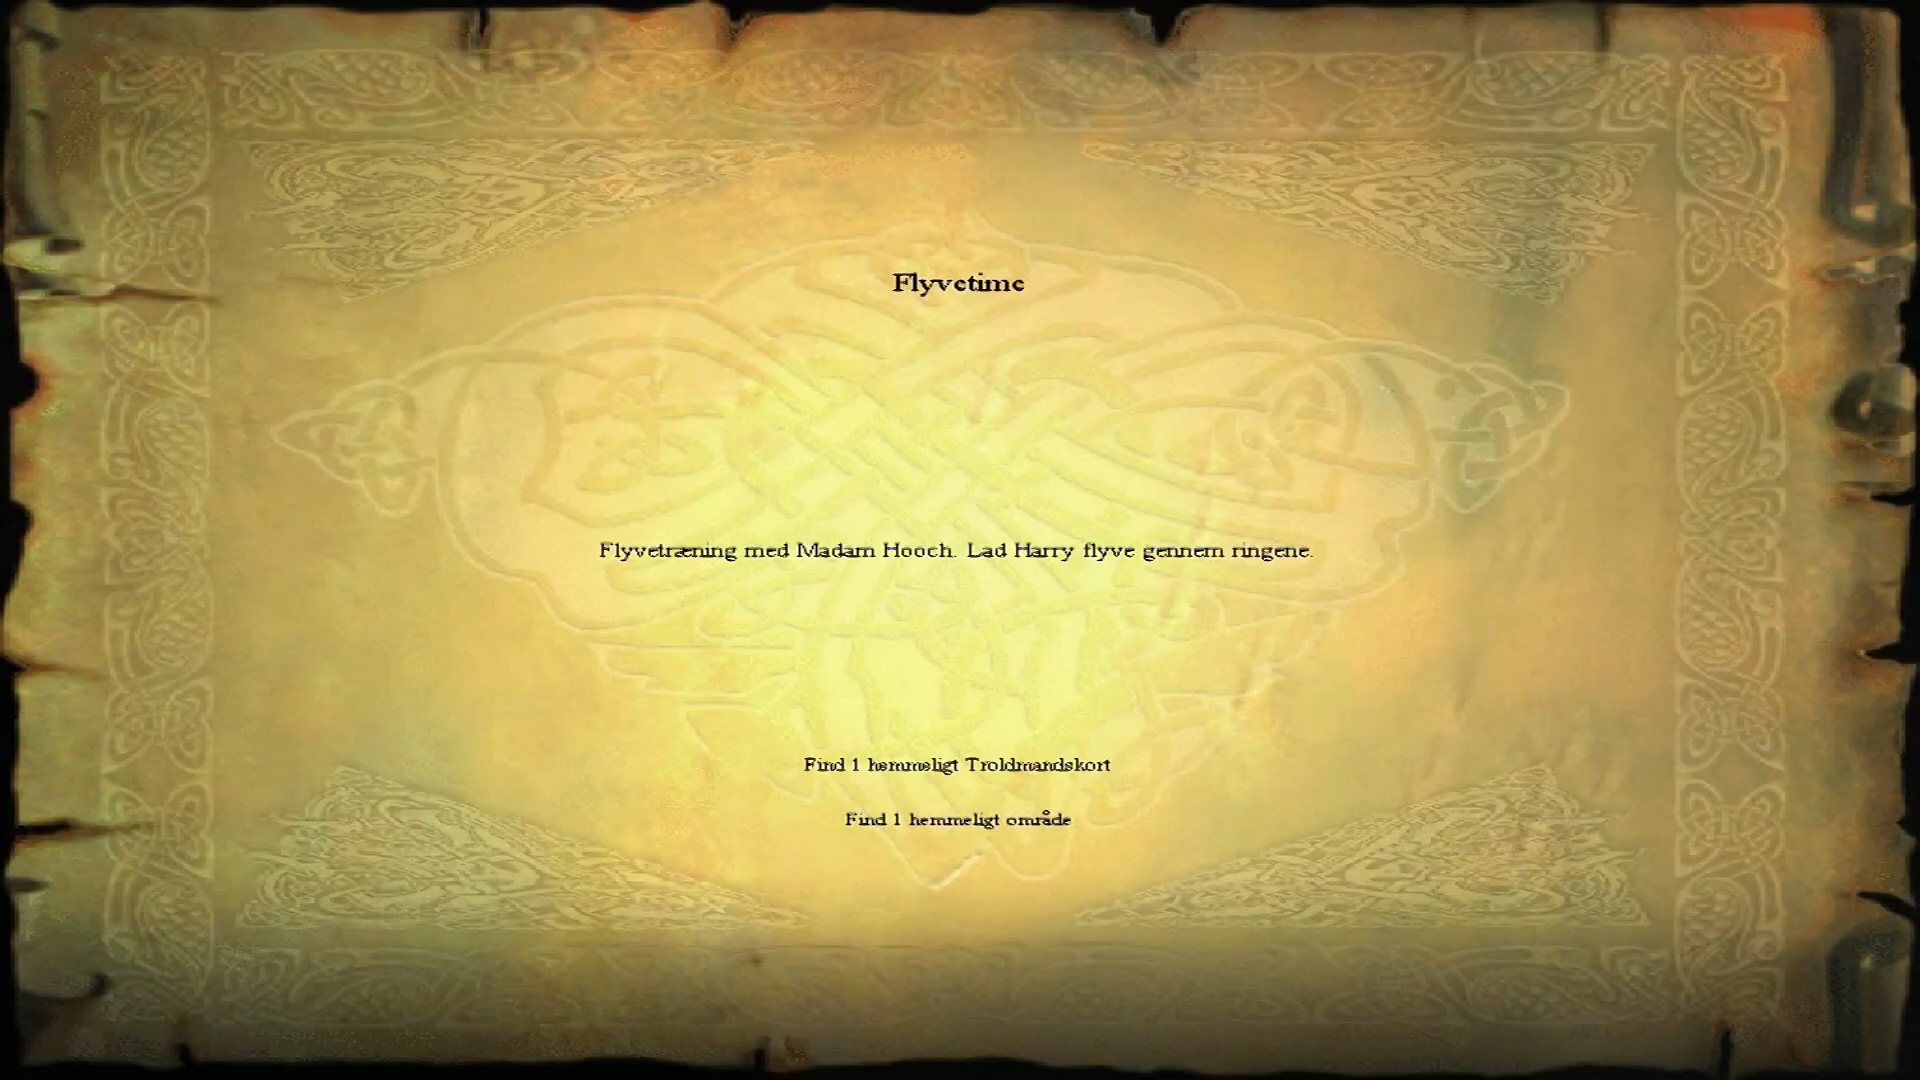 Flyvetime
Flyvetræning med Madam Hooch. Lad Harry flyve gennem ringene.
Find 1 hemmeligt Troldmandskort
Find 1 hemmeligt område